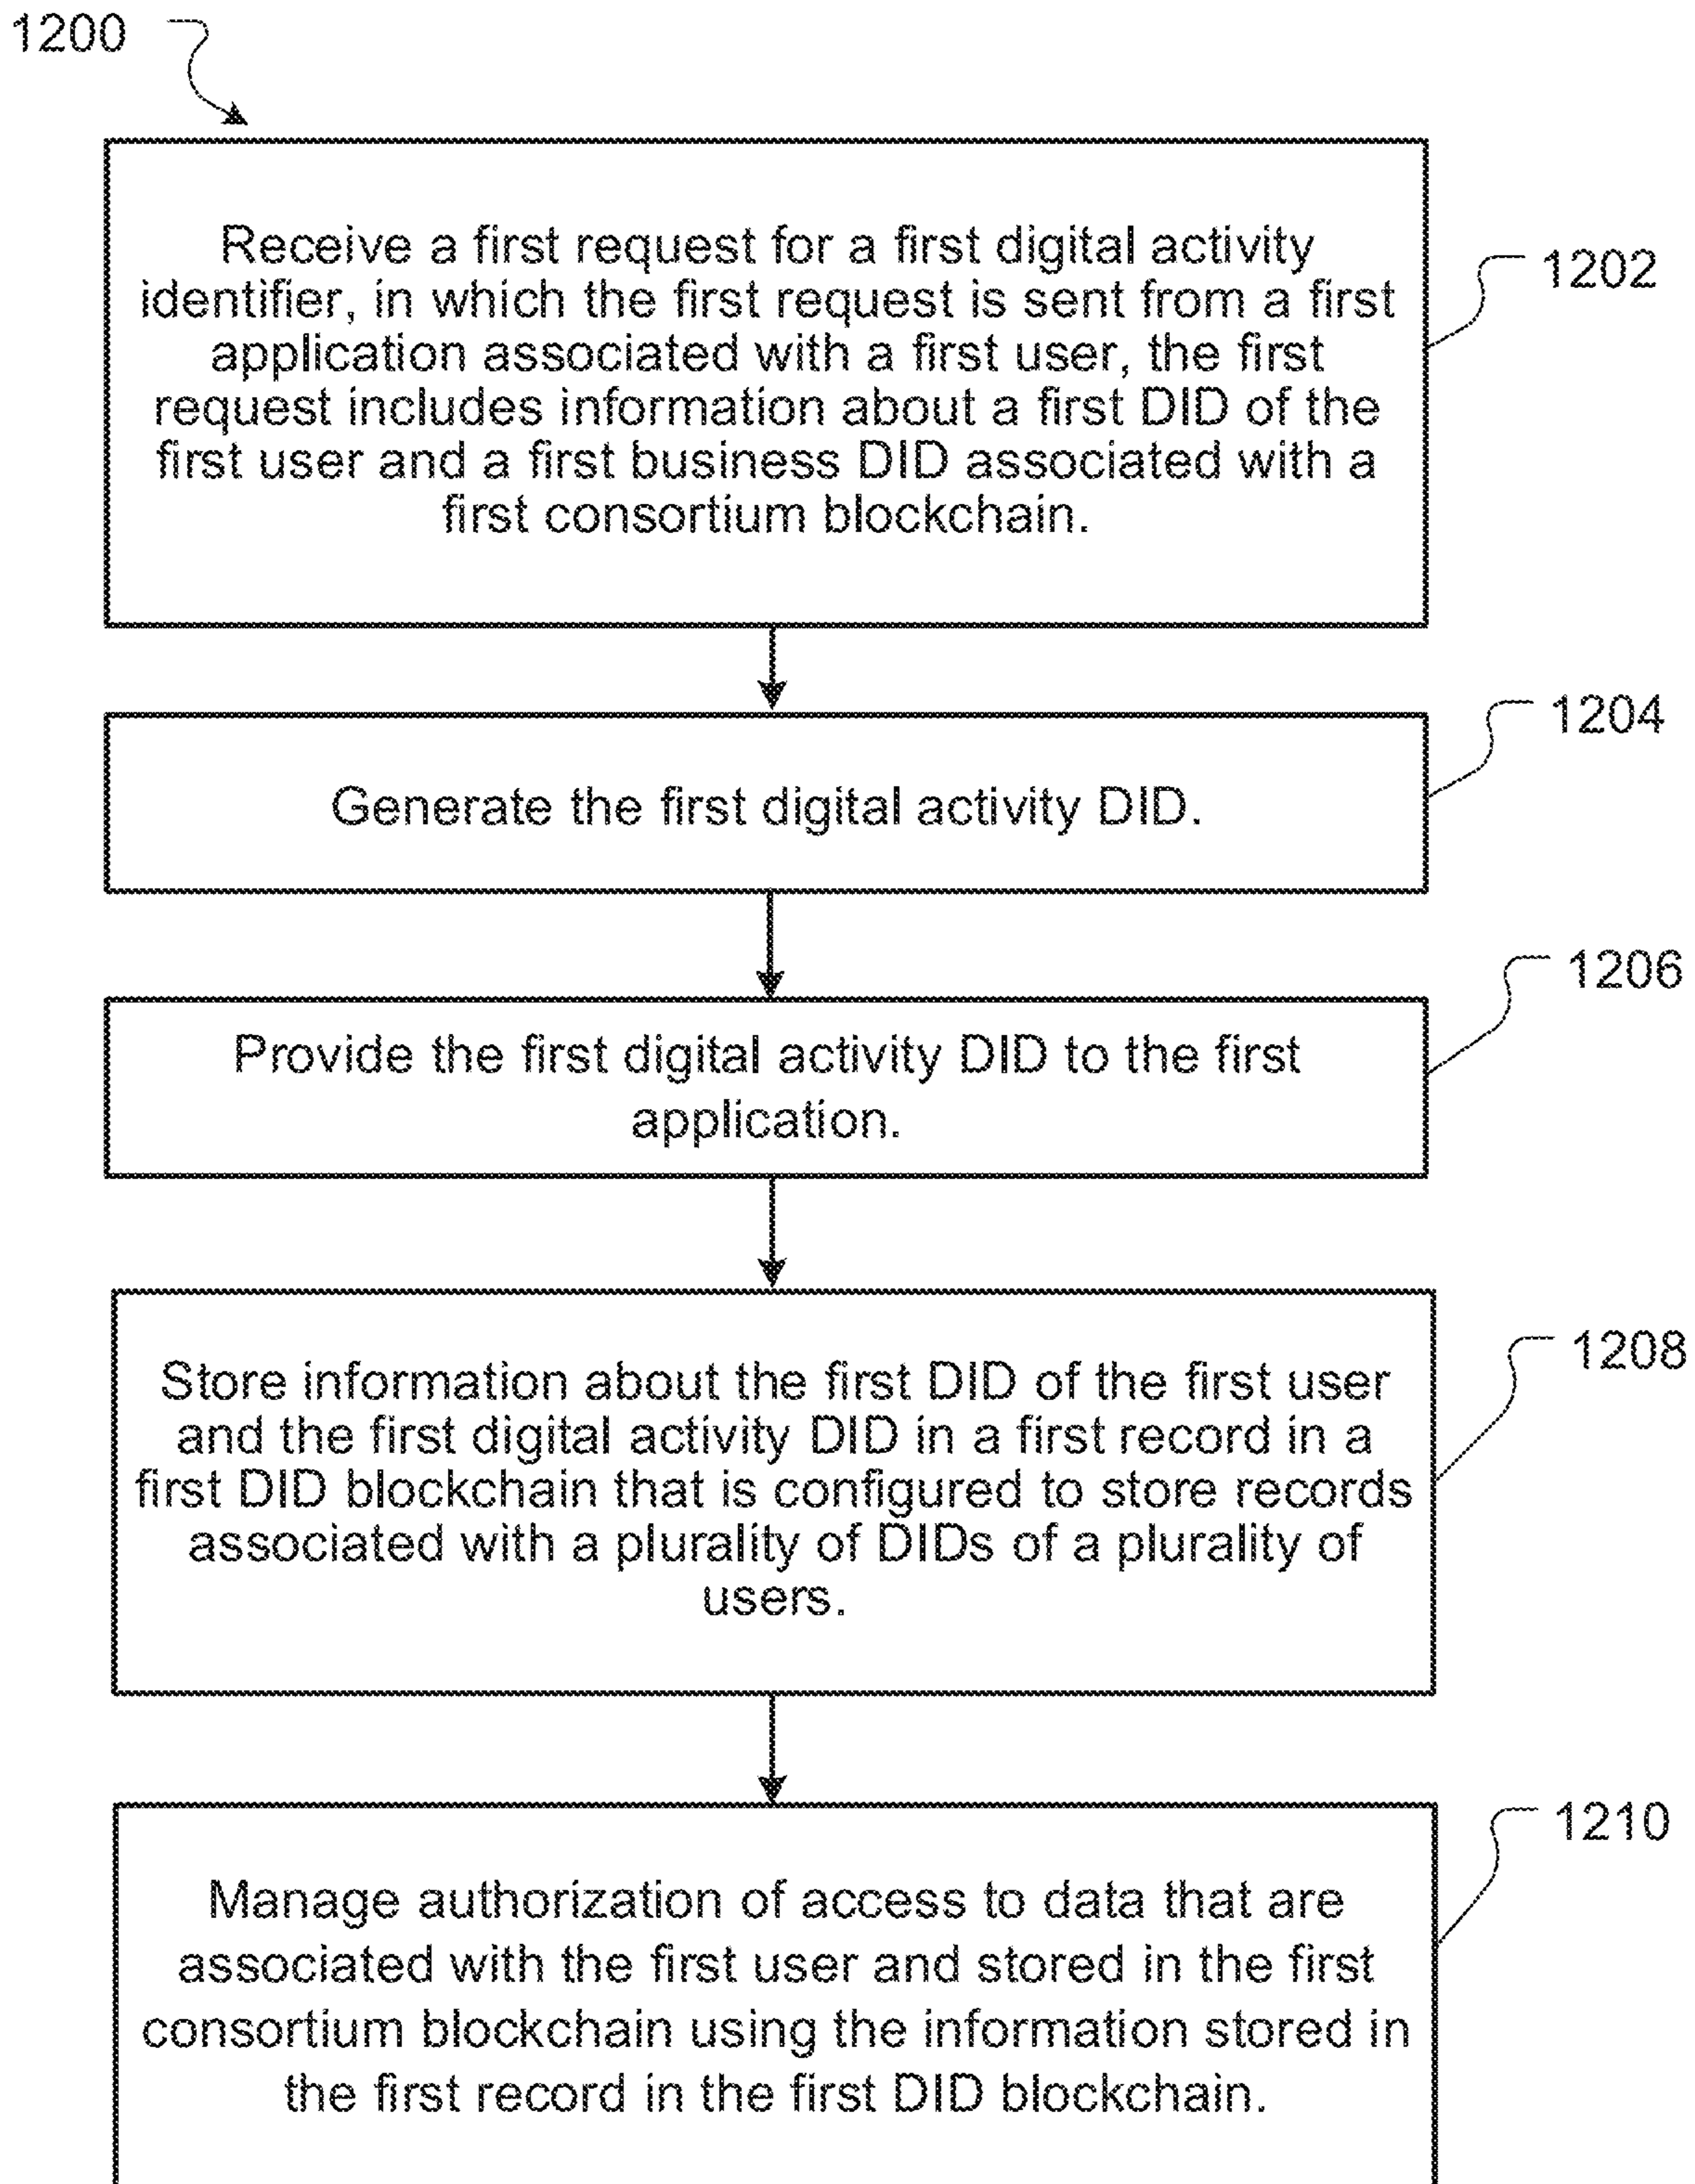 1200
Receive a first request for a first digital activity
identifier, in which the first request is sent from a first
application associated with a first user, the first
request includes information about a first DID of the
first user and a first business DID associated with a
first consortium blockchain.
1202
Generate the first digital activity DID.
1204
Provide the first digital activity DID to the first
application.
1206
Store information about the first DID of the first user
and the first digital activity DID in a first record in a
first DID blockchain that is configured to store records
associated with a plurality of DIDs of a plurality of
users.
1208
Manage authorization of access to data that are
associated with the first user and stored in the first
consortium blockchain using the information stored in
the first record in the first DID blockchain.
1210